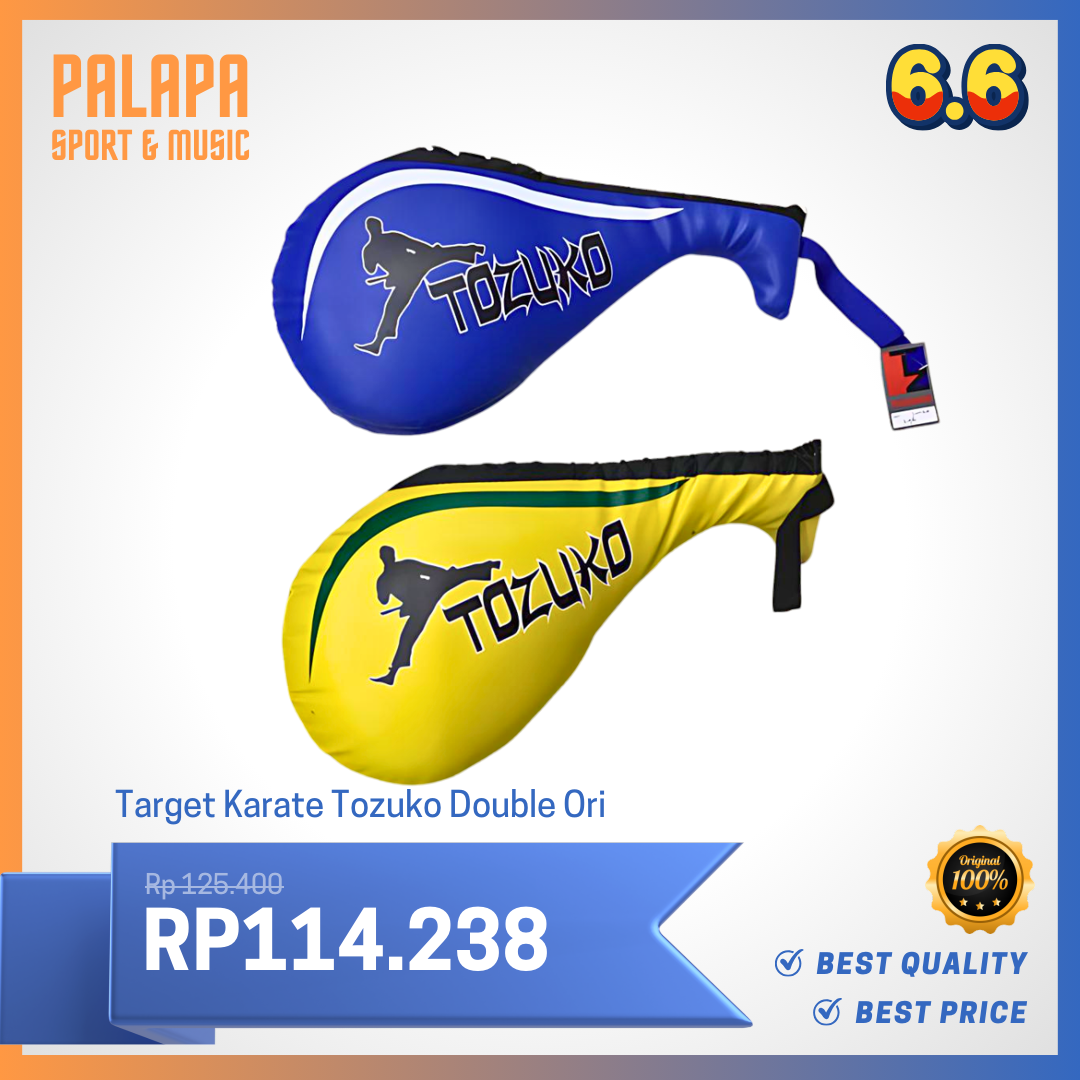 PALAPA
SPORT & MUSIC
6.6
TOZUKO
TOZUKO
Target Karate Tozuko Double Ori
Rp 125.400
RP114.238
Original
100%
BEST QUALITY
BEST PRICE